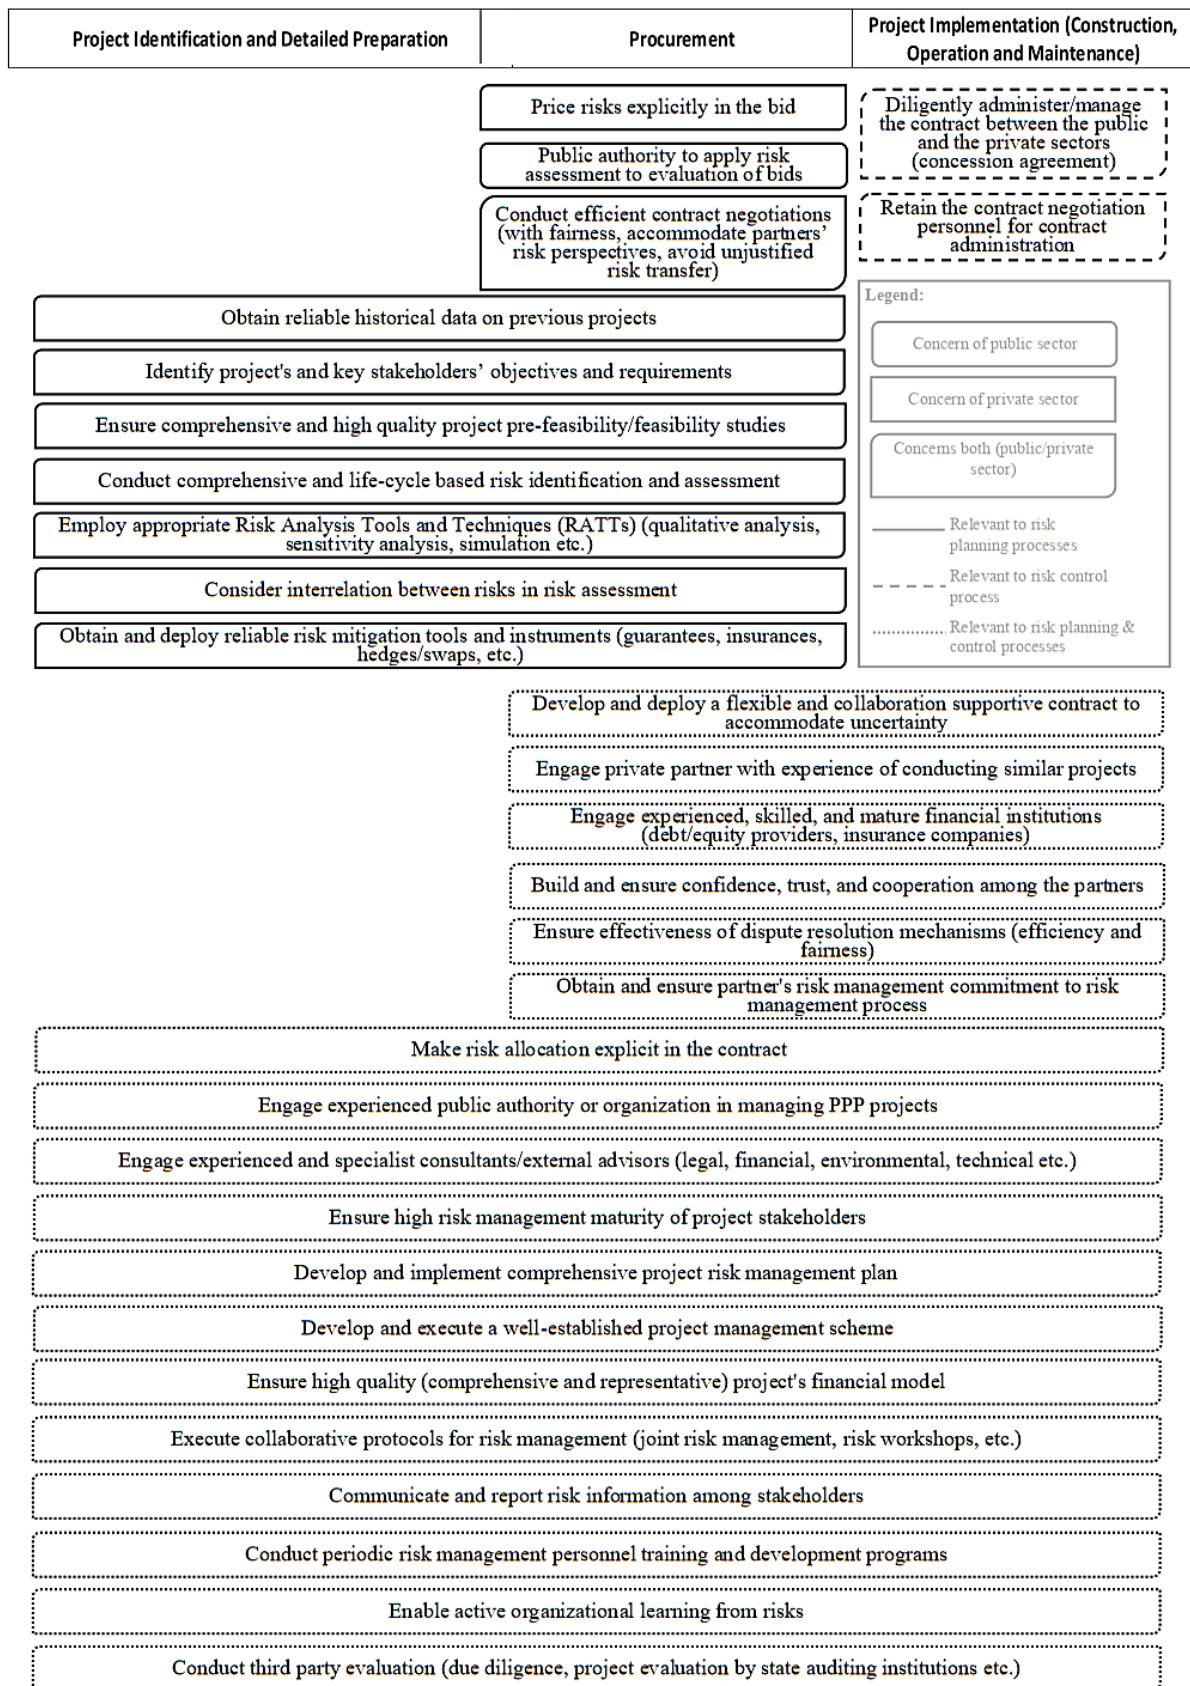 Project Identification and Detailed Preparation
Procurement
Project Implementation (Construction,
Operation and Maintenance)
Price risks explicitly in the bid
Public authority to apply risk
assessment to evaluation of bids
Conduct efficient contract negotiations
(with fairness, accommodate partners'
risk perspectives, avoid unjustified
risk transfer)
Diligently administer/manage
the contract between the public
and the private sectors
(concession agreement)
Retain the contract negotiation
personnel for contract
administration
Obtain reliable historical data on previous projects
Identify project's and key stakeholders' objectives and requirements
Ensure comprehensive and high quality project pre-feasibility/feasibility studies
Conduct comprehensive and life-cycle based risk identification and assessment
Employ appropriate Risk Analysis Tools and Techniques (RATTs) (qualitative analysis,
sensitivity analysis, simulation etc.)
Consider interrelation between risks in risk assessment
Obtain and deploy reliable risk mitigation tools and instruments (guarantees, insurances,
hedges/swaps, etc.)
Legend:
Concern of public sector
Concern of private sector
Concerns both (public/private
sector)
Relevant to risk
planning processes
Relevant to risk control
process
Relevant to risk planning &
control processes
Develop and deploy a flexible and collaboration supportive contract to
accommodate uncertainty
Engage private partner with experience of conducting similar projects
Engage experienced, skilled, and mature financial institutions
(debt/equity providers, insurance companies)
Build and ensure confidence, trust, and cooperation among the partners
Ensure effectiveness of dispute resolution mechanisms (efficiency and
fairness)
Obtain and ensure partner's risk management commitment to risk
management process
Make risk allocation explicit in the contract
Engage experienced public authority or organization in managing PPP projects
Engage experienced and specialist consultants/external advisors (legal, financial, environmental, technical etc.)
Ensure high risk management maturity of project stakeholders
Develop and implement comprehensive project risk management plan
Develop and execute a well-established project management scheme
Ensure high quality (comprehensive and representative) project's financial model
Execute collaborative protocols for risk management (joint risk management, risk workshops, etc.)
Communicate and report risk information among stakeholders
Conduct periodic risk management personnel training and development programs
Enable active organizational learning from risks
Conduct third party evaluation (due diligence, project evaluation by state auditing institutions etc.)